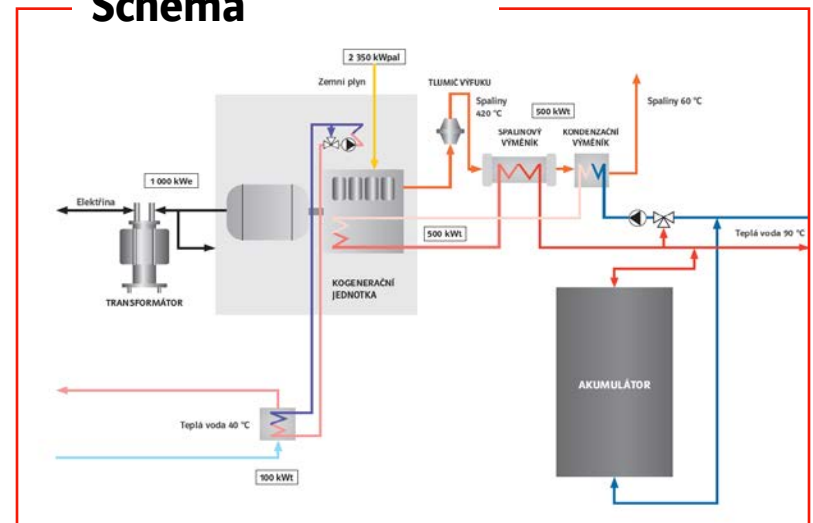 Schéma
2 350 kWpal
Zemní plyn
TLUMIČ VÝFUKU
Spaliny
420 °C
500 kWt
Spaliny 60 °C
SPALINOVÝ
VÝMĚNÍK
KONDENZAČNÍ
VÝMĚNÍK
1 000 kWe
Elektřina
500 kWt
Teplá voda 90 °C
KOGENERAČNÍ
JEDNOTKA
TRANSFORMÁTOR
AKUMULÁTOR
Teplá voda 40 °C
100 kWt